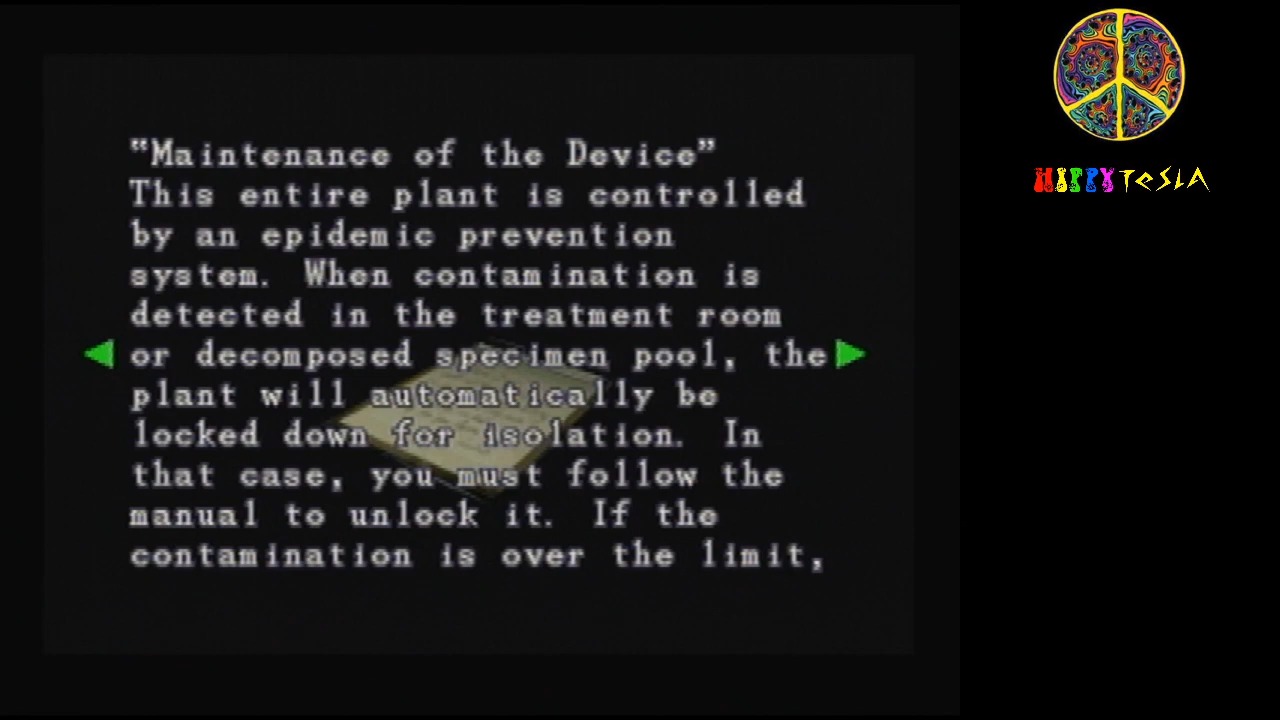 "Maintenance of the Device"
This entire plant is controlled
by an epidemic prevention
system. When contamination is
detected in the treatment room
or decomposed specimen pool, the
plant will automatically be
locked down for isolation. In
that case, you must follow the
manual to unlock it. If the
contamination is over the limit,
HIPPYTESLA